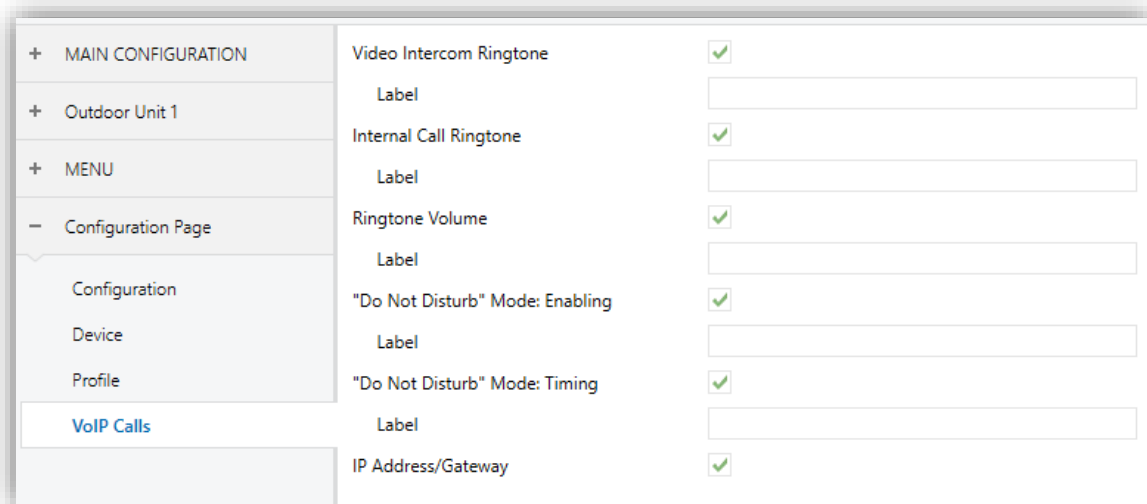 + MAIN CONFIGURATION
+ Outdoor Unit 1
+ MENU
− Configuration Page
Configuration
Device
Profile
VoIP Calls
Video Intercom Ringtone
Label
Internal Call Ringtone
Label
Ringtone Volume
Label
"Do Not Disturb" Mode: Enabling
Label
"Do Not Disturb" Mode: Timing
Label
IP Address/Gateway